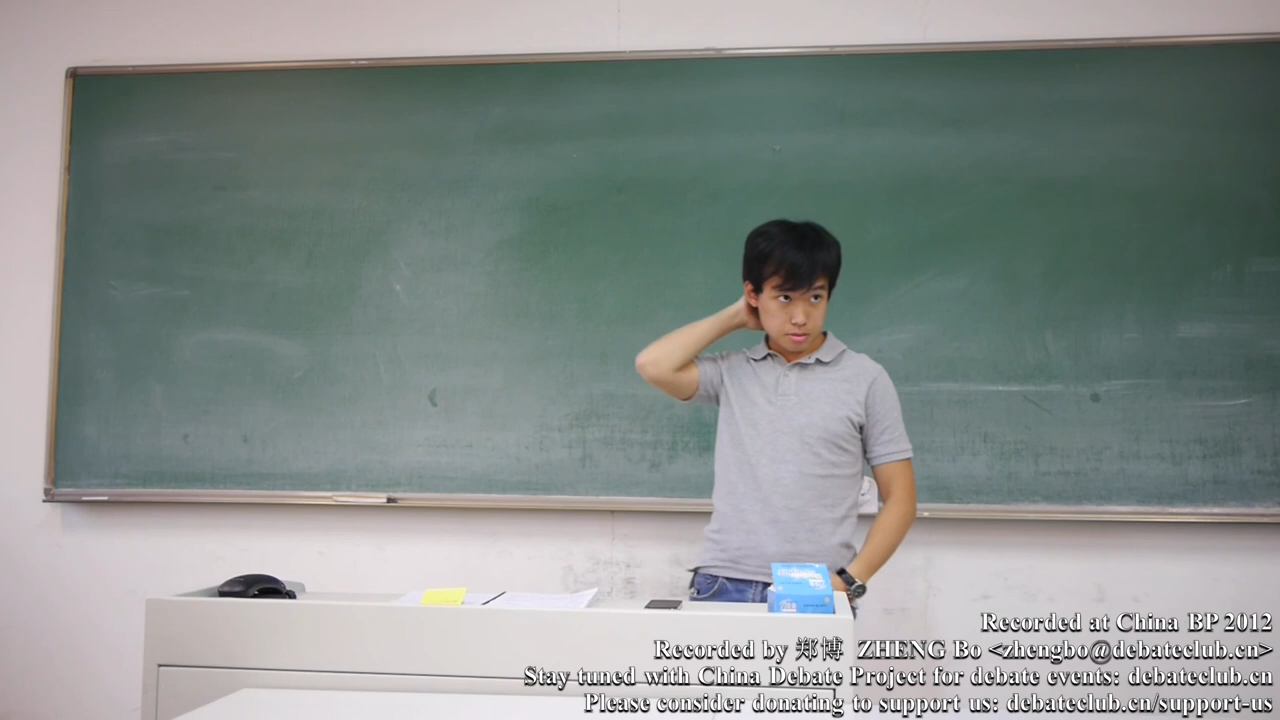 Recorded at China BP 2012
Recorded by 郑博 ZHENG Bo <zhengbo@debateclub.cn>
Stay tuned with China Debate Project for debate events: debateclub.cn
Please consider donating to support us: debateclub.cn/support-us